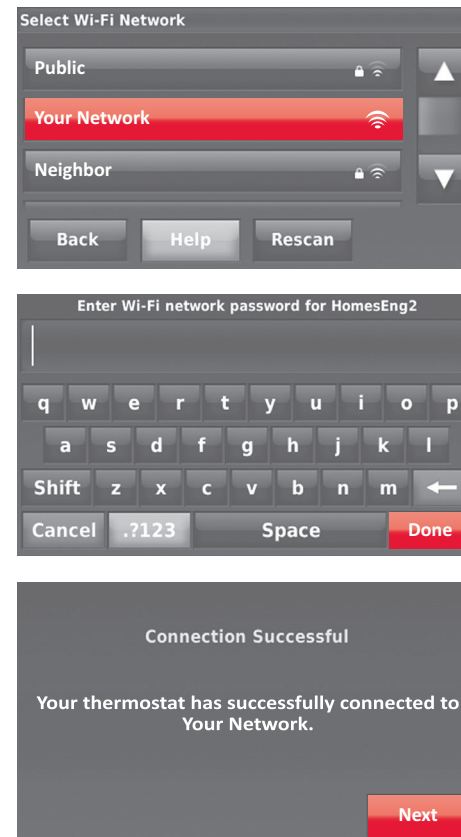 Select Wi-Fi Network
Public
Your Network
Neighbor
Back Help Rescan
Enter Wi-Fi network password for HomesEng2
q w e r t y u i o p
a s d f g h j k l
Shift z x c v b n m
Cancel .?123 Space Done
Connection Successful
Your thermostat has successfully connected to
Your Network.
Next